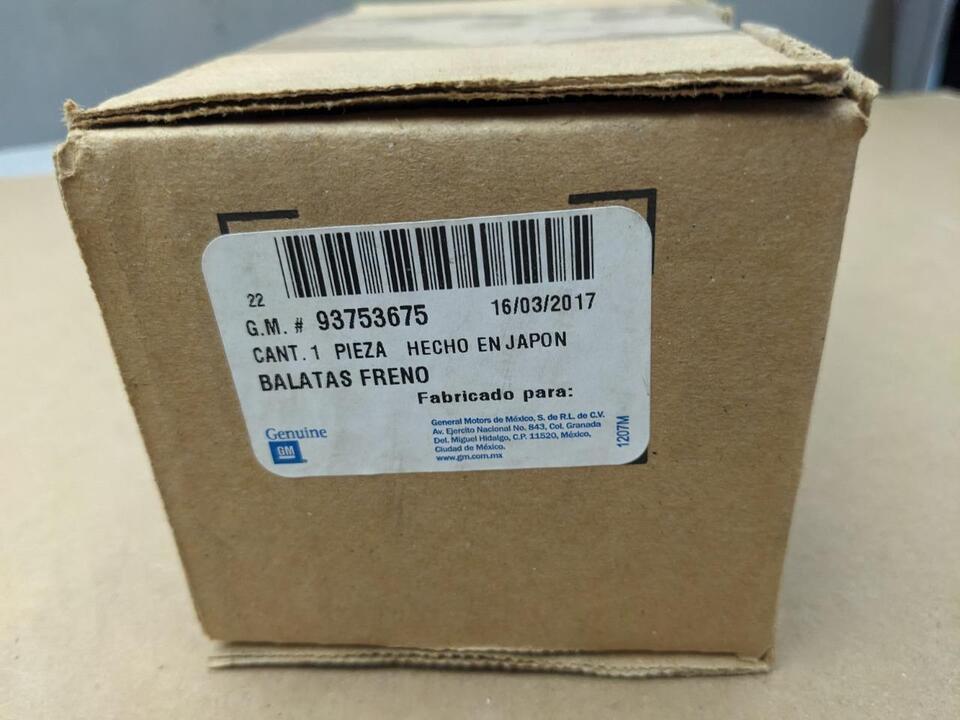 22
G.M. # 93753675 16/03/2017
CANT. 1 PIEZA HECHO EN JAPON
BALATAS FRENO
Fabricado para:
General Motors de México, S. de R.L. de C.V.
Av. Ejercito Nacional No. 843, Col. Granada
Del. Miguel Hidalgo, C.P. 11520, México,
Ciudad de México.
www.gm.com.mx
Genuine
GM
1207M